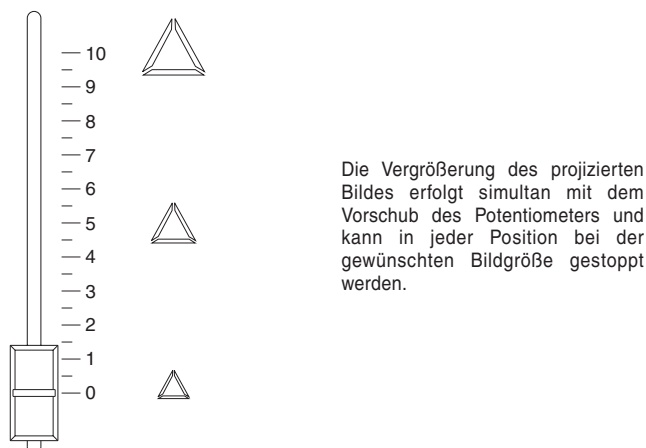 10
9
8
7
6
5
4
3
2
1
0
Die Vergrößerung des projizierten
Bildes erfolgt simultan mit dem
Vorschub des Potentiometers und
kann in jeder Position bei der
gewünschten Bildgröße gestoppt
werden.